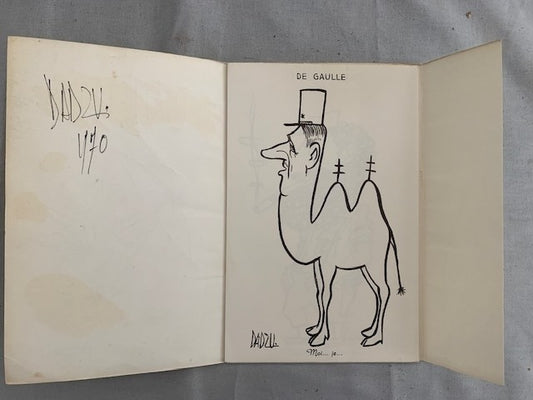 DADZU.
1970
DE GAULLE
DADZU.
Moi... je...